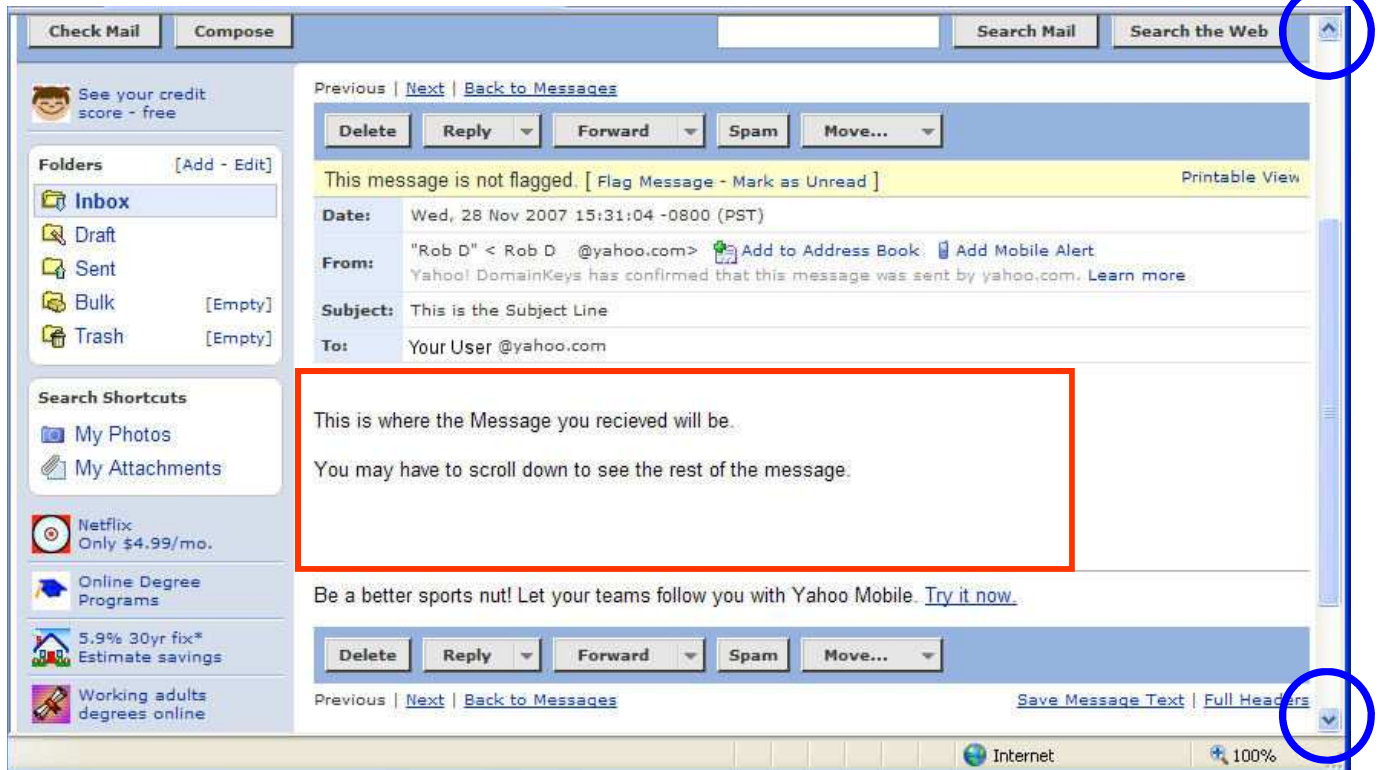 Check Mail Compose Search Mail Search the Web
See your credit
score - free
Folders [Add - Edit]
Inbox
Draft
Sent
Bulk [Empty]
Trash [Empty]
Search Shortcuts
My Photos
My Attachments
Netflix
Only $4.99/mo.
Online Degree
Programs
5.9% 30yr fix*
Estimate savings
Working adults
degrees online
Previous | Next | Back to Messages
Delete Reply Forward Spam Move...
This message is not flagged. [ Flag Message - Mark as Unread ] Printable View
Date: Wed, 28 Nov 2007 15:31:04 -0800 (PST)
From: "Rob D" < Rob D @yahoo.com> Add to Address Book Add Mobile Alert
Yahoo! DomainKeys has confirmed that this message was sent by yahoo.com. Learn more
Subject: This is the Subject Line
To: Your User @yahoo.com
This is where the Message you recieved will be.
You may have to scroll down to see the rest of the message.
Be a better sports nut! Let your teams follow you with Yahoo Mobile. Try it now.
Delete Reply Forward Spam Move...
Previous | Next | Back to Messages Save Message Text | Full Headers
Internet 100%